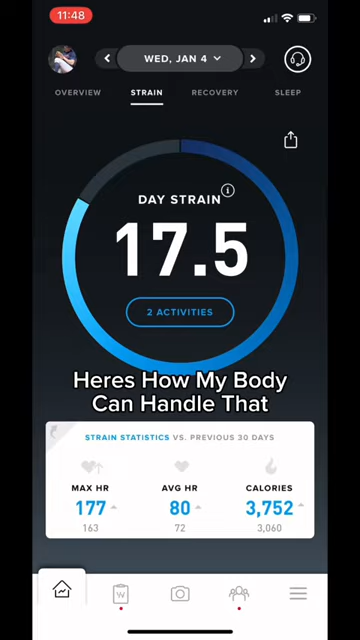 11:48
WED, JAN 4
OVERVIEW STRAIN RECOVERY SLEEP
DAY STRAIN i
17.5
2 ACTIVITIES
Heres How My Body
Can Handle That
STRAIN STATISTICS VS. PREVIOUS 30 DAYS
MAX HR AVG HR CALORIES
177 80 3,752
163 72 3,060
W